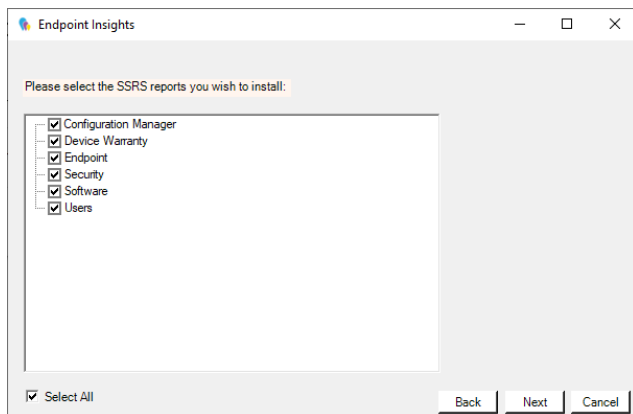 Endpoint Insights
Please select the SSRS reports you wish to install:
Configuration Manager
Device Warranty
Endpoint
Security
Software
Users
Select All
Back Next Cancel